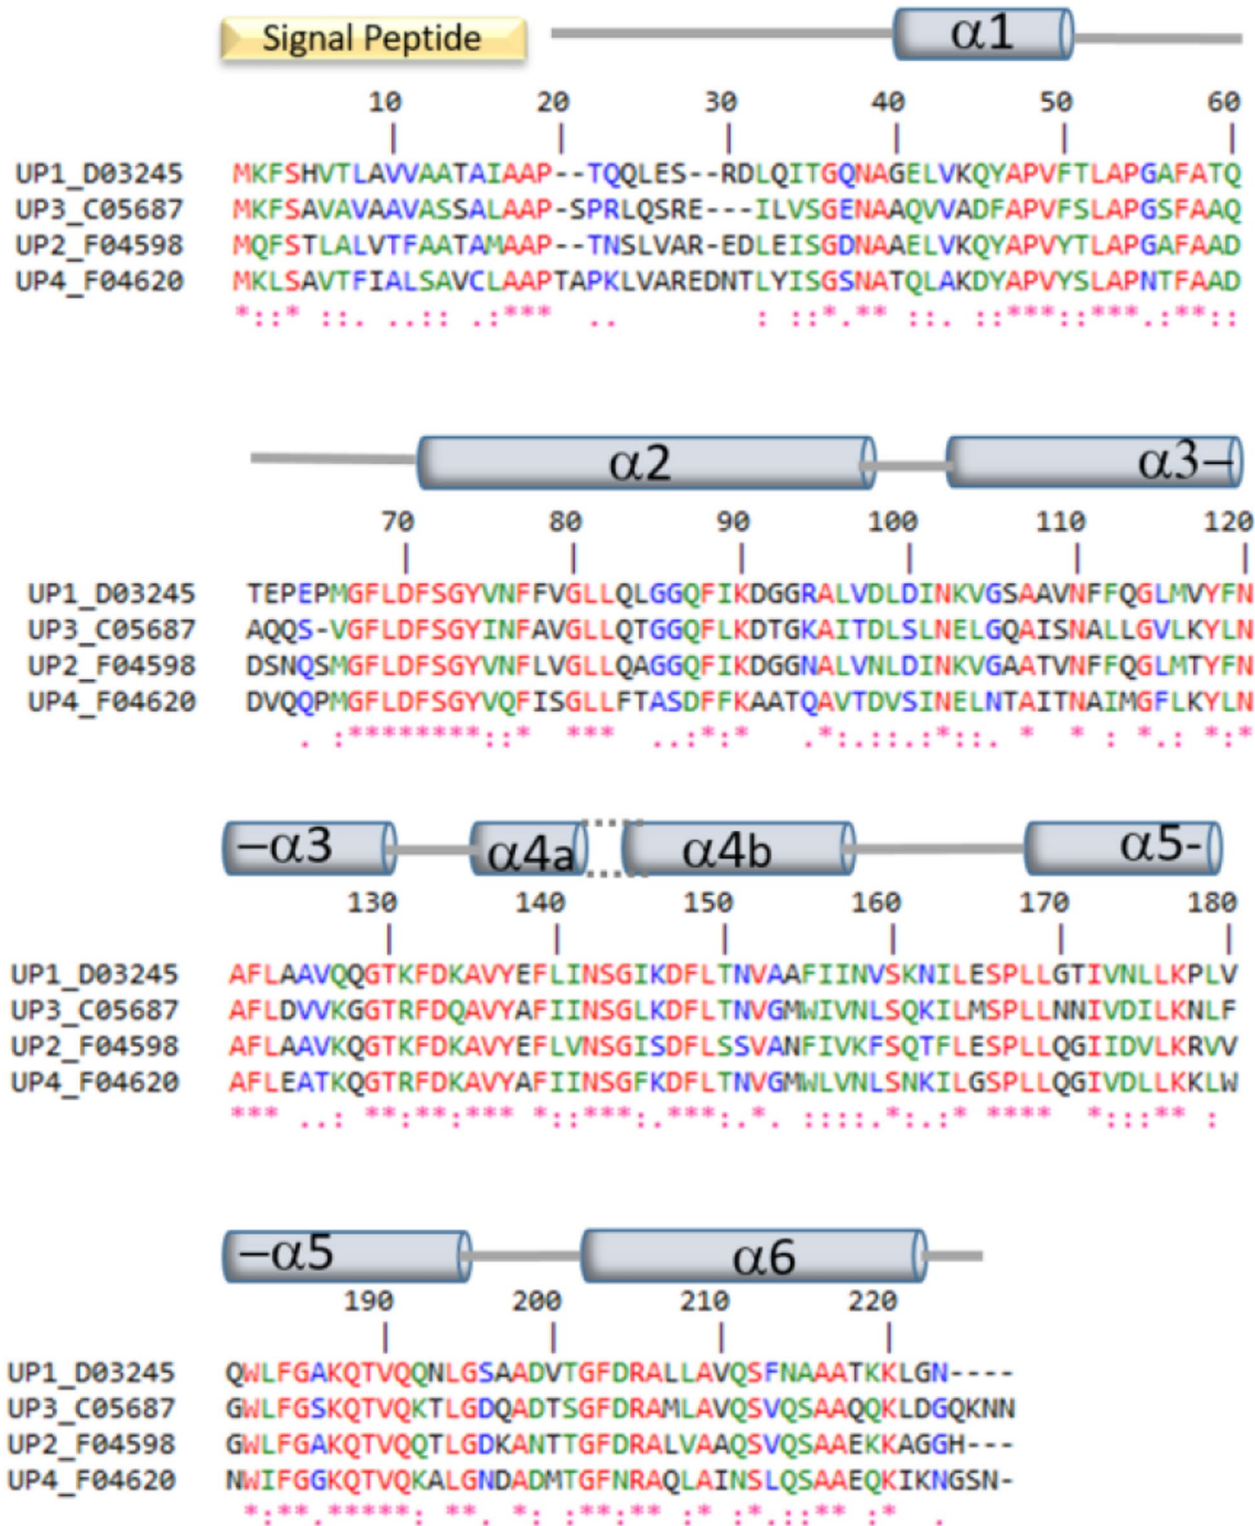 Signal Peptide α1
10 20 30 40 50 60
UP1_D03245 MKFSHVTLAVVAATAIAAP--TQQLES--RDLQITGQNAGELVKQYAPVFTLAPGAFATQ
UP3_C05687 MKFSAVAVAAVASSALAAP-SPRLQSRE---ILVSGENAAQVVADFAPVFSLAPGSFAAQ
UP2_F04598 MQFSTLALVTFAATAMAAP--TNSLVAR-EDLEISGDNAAELVKQYAPVYTLAPGAFAAD
UP4_F04620 MKLSAVTFIALSAVCLAAPTAPKLVAREDNTLYISGSNATQLAKDYAPVYSLAPNTFAAD
*::* ::. ..:: .:*** .. : ::*.** ::. ::***::***.:**::
α2 α3–
70 80 90 100 110 120
UP1_D03245 TEPEPMGFLDFSGYVNFFVGLLQLGGQFIKDGGRALVDLDINKVGSAAVNFFQGLMVYFN
UP3_C05687 AQQS-VGFLDFSGYINFAVGLLQTGGQFLKDTGKAITDLSLNELGQAISNALLGVLKYLN
UP2_F04598 DSNQSMGFLDFSGYVNFLVGLLQAGGQFIKDGGNALVNLDINKVGAATVNFFQGLMTYFN
UP4_F04620 DVQQPMGFLDFSGYVQFISGLLFTASDFFKAATQAVTDVSINELNTAITNAIMGFLKYLN
. :********::* *** ..:*:* .*:.::.:*::. * * : *.: *:*
–α3 α4a α4b α5-
130 140 150 160 170 180
UP1_D03245 AFLAAVQQGTKFDKAVYEFLINSGIKDFLTNVAAFIINVSKNILESPLLGTIVNLLKPLV
UP3_C05687 AFLDVVKGGTRFDQAVYAFIINSGLKDFLTNVGMWIVNLSQKILMSPLLNNIVDILKNLF
UP2_F04598 AFLAAVKQGTKFDKAVYEFLVNSGISDFLSSVANFIVKFSQTFLESPLLQGIIDVLKRVV
UP4_F04620 AFLEATKQGTRFDKAVYAFIINSGFKDFLTNVGMWLVNLSNKILGSPLLQGIVDLLKKLW
*** ..: **:**:*** *::***:.***:.*. ::::.*:.:* **** *:::** :
–α5 α6
190 200 210 220
UP1_D03245 QWLFGAKQTVQQNLGSAADVTGFDRALLAVQSFNAAATKKLGN----
UP3_C05687 GWLFGSKQTVQKTLGDQADTSGFDRAMLAVQSVQSAAQQKLDGQKNN
UP2_F04598 GWLFGAKQTVQQTLGDKANTTGFDRALVAAQSVQSAAEKKAGGH---
UP4_F04620 NWIFGGKQTVQKALGNDADMTGFNRAQLAINSLQSAAEQKIKNGSN-
*:**.*****: **. *: :**:** :* :*.::** :* .